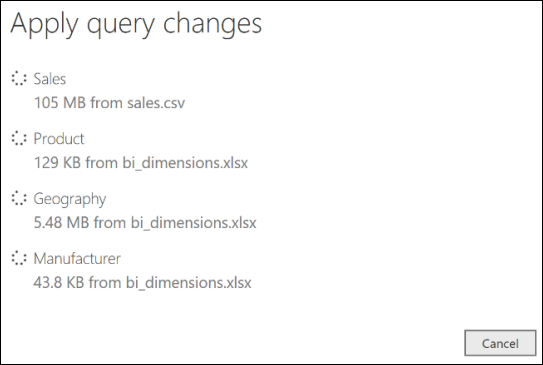 Apply query changes
Sales
105 MB from sales.csv
Product
129 KB from bi_dimensions.xlsx
Geography
5.48 MB from bi_dimensions.xlsx
Manufacturer
43.8 KB from bi_dimensions.xlsx
Cancel